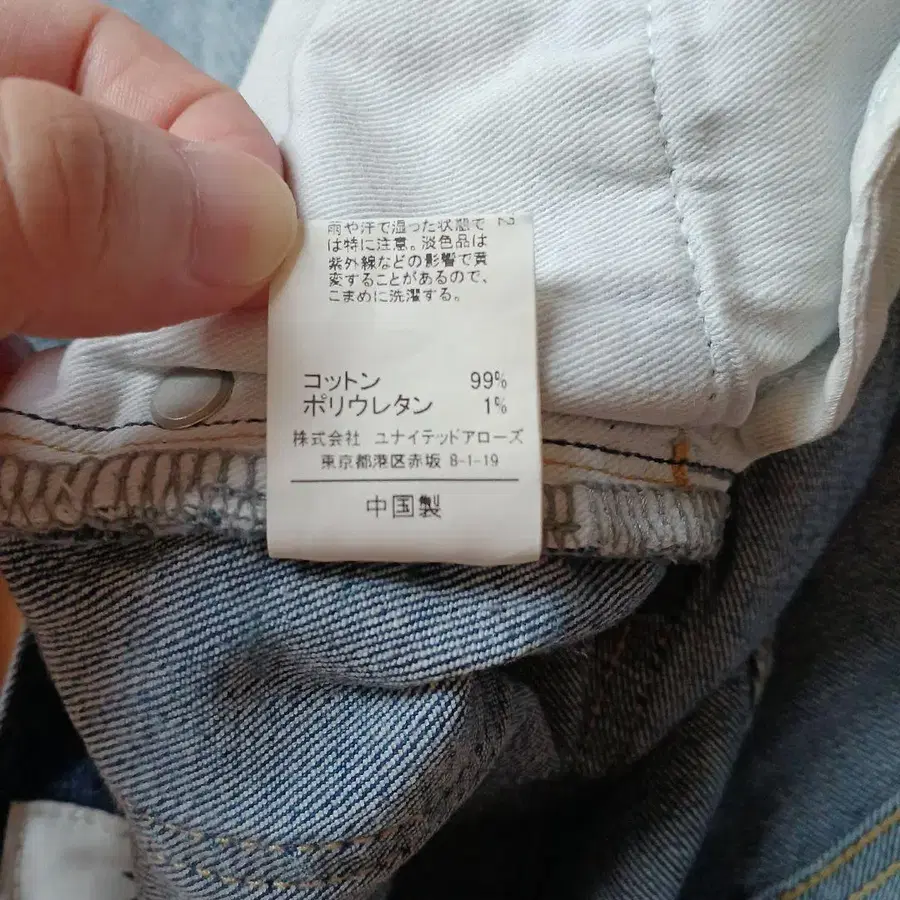 雨や汗で湿った状態で
は特に注意。淡色品は
紫外線などの影響で黄
変することがあるので、
こまめに洗濯する。
コットン 99%
ポリウレタン 1%
株式会社 ユナイテッドアローズ
東京都港区赤坂 8-1-19
中国製